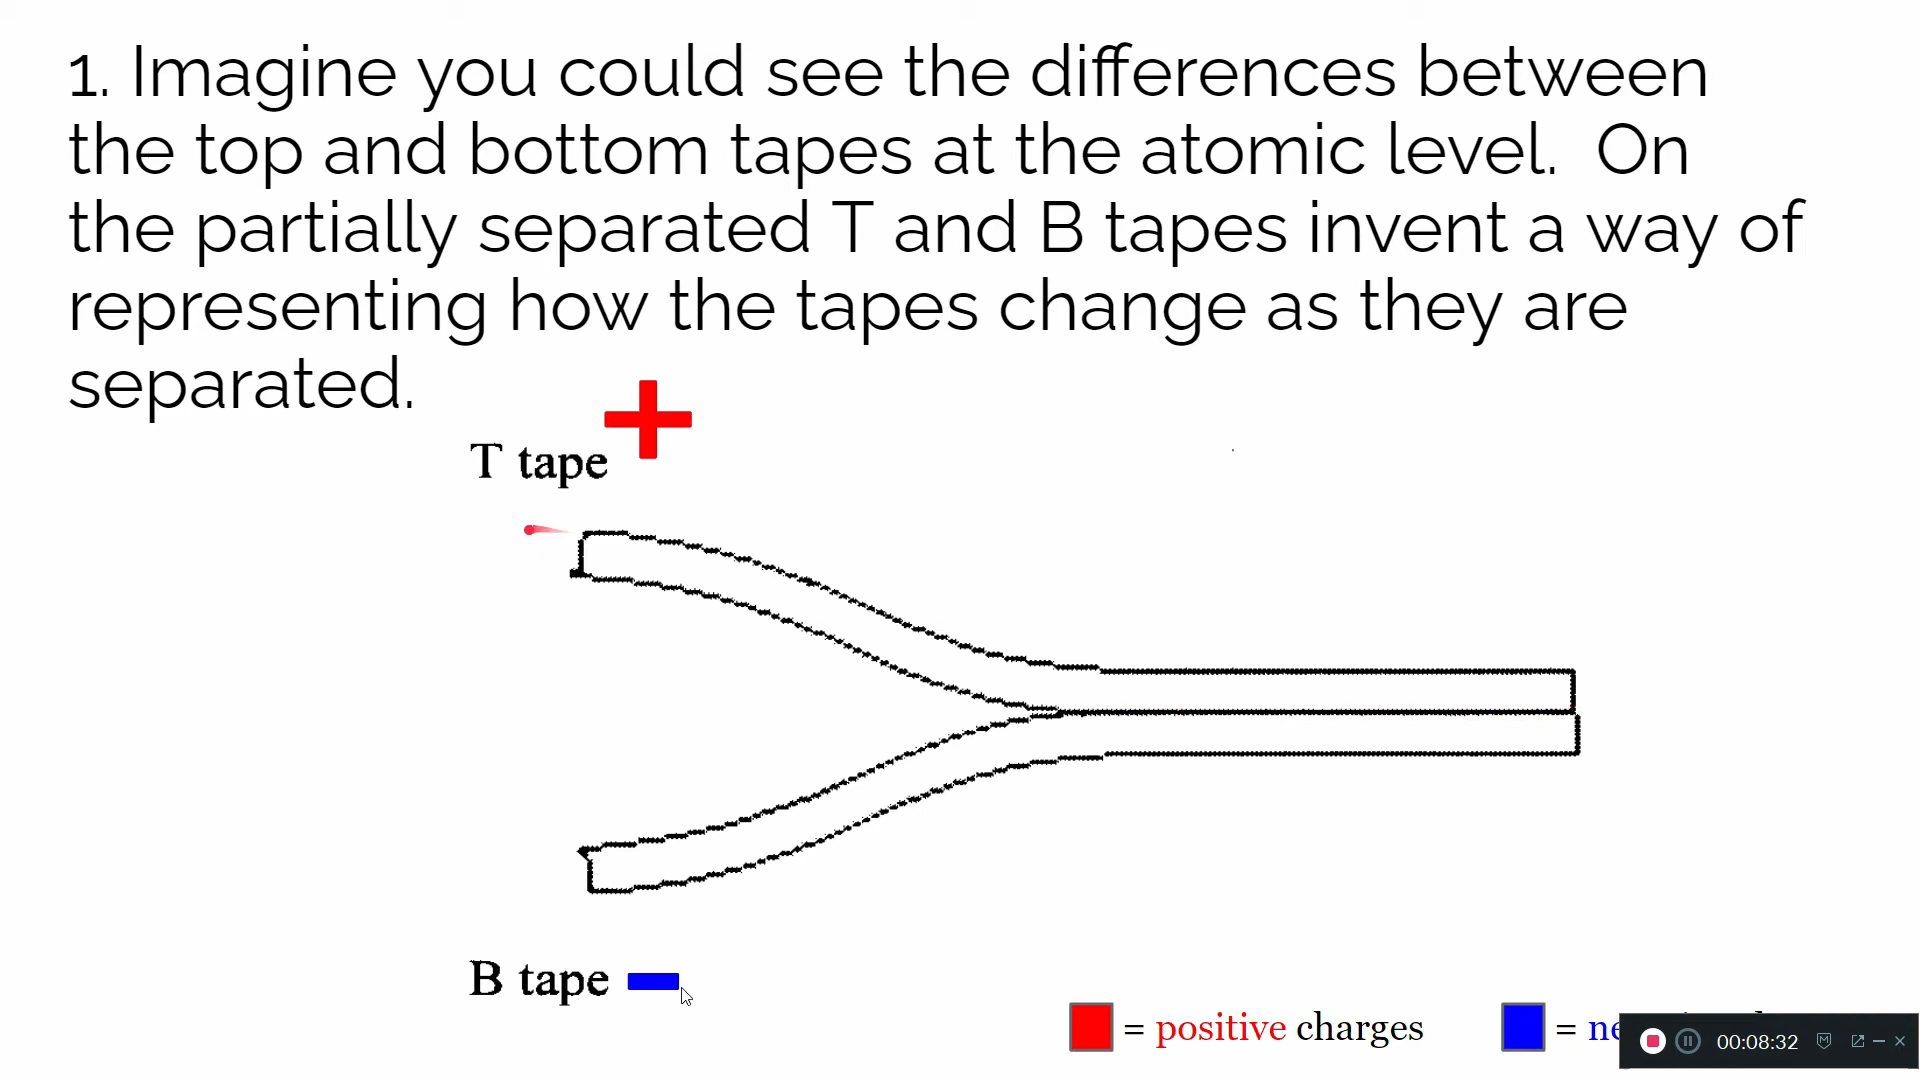 1. Imagine you could see the differences between
the top and bottom tapes at the atomic level. On
the partially separated T and B tapes invent a way of
representing how the tapes change as they are
separated.
T tape
B tape
= positive charges
=
00:08:32